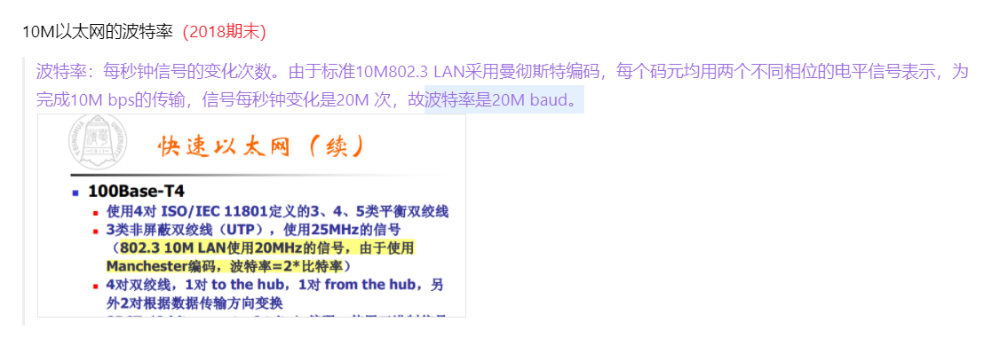 10M以太网的波特率（2018期末）
波特率：每秒钟信号的变化次数。由于标准10M802.3 LAN采用曼彻斯特编码，每个码元均用两个不同相位的电平信号表示，为
完成10M bps的传输，信号每秒钟变化是20M 次，故波特率是20M baud。
快速以太网（续）
100Base-T4
使用4对 ISO/IEC 11801定义的3、4、5类平衡双绞线
3类非屏蔽双绞线（UTP），使用25MHz的信号
（802.3 10M LAN使用20MHz的信号，由于使用
Manchester编码，波特率=2*比特率）
4对双绞线，1对 to the hub，1对 from the hub，另
外2对根据数据传输方向变换